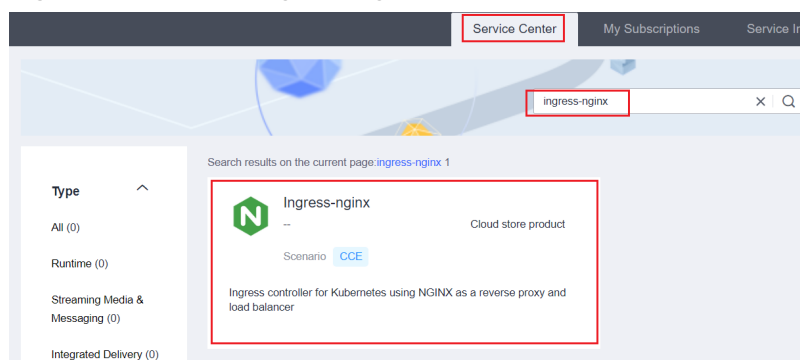 Service Center
My Subscriptions
Service In
ingress-nginx
Search results on the current page:ingress-nginx 1
Type
All (0)
Runtime (0)
Streaming Media &
Messaging (0)
Integrated Delivery (0)
N
Ingress-nginx
--
Cloud store product
Scenario CCE
Ingress controller for Kubernetes using NGINX as a reverse proxy and
load balancer